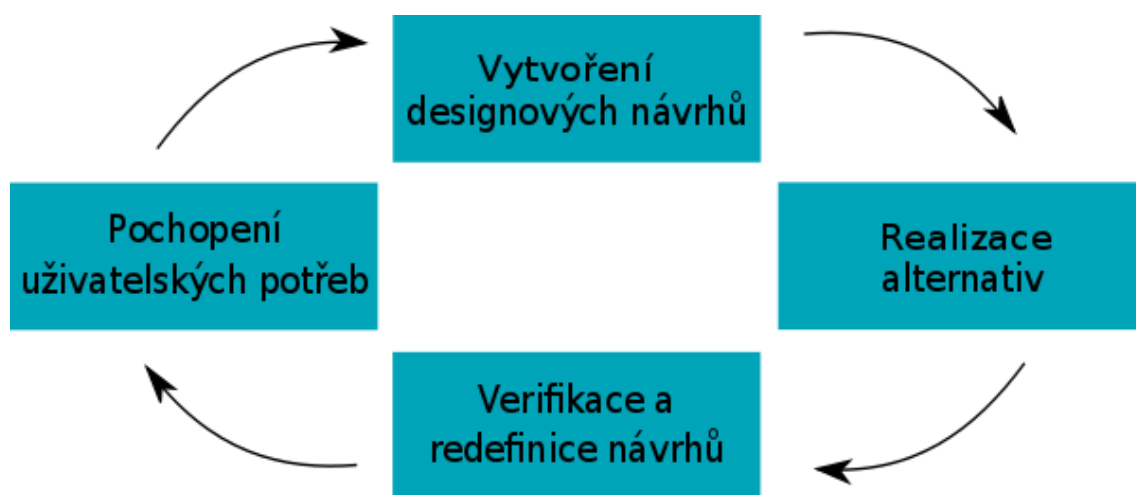 Vytvoření
designových návrhů
Pochopení
uživatelských potřeb
Realizace
alternativ
Verifikace a
redefinice návrhů